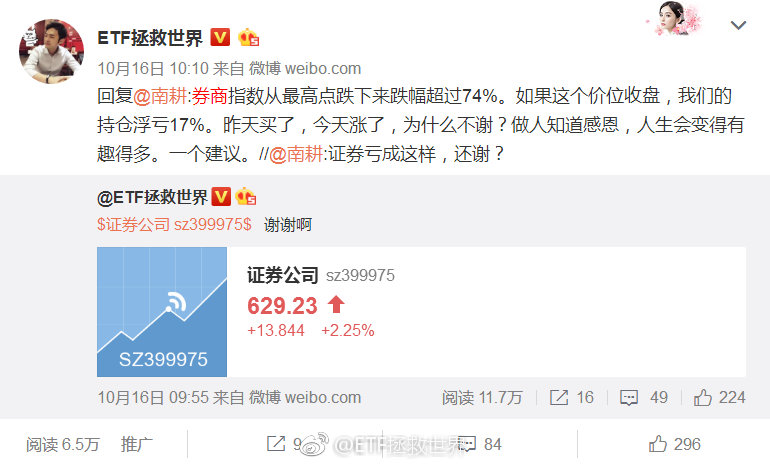 ETF拯救世界
10月16日 10:10 来自 微博 weibo.com
回复@南耕:券商指数从最高点跌下来跌幅超过74%。如果这个价位收盘，我们的
持仓浮亏17%。昨天买了，今天涨了，为什么不谢？做人知道感恩，人生会变得有
趣得多。一个建议。//@南耕:证券亏成这样，还谢？
@ETF拯救世界
$证券公司 sz399975$ 谢谢啊
证券公司 sz399975
629.23
+13.844 +2.25%
SZ399975
10月16日 09:55 来自 微博 weibo.com 阅读 11.7万 16 49 224
阅读 6.5万 推广 9 @ETF拯救世界 84 296